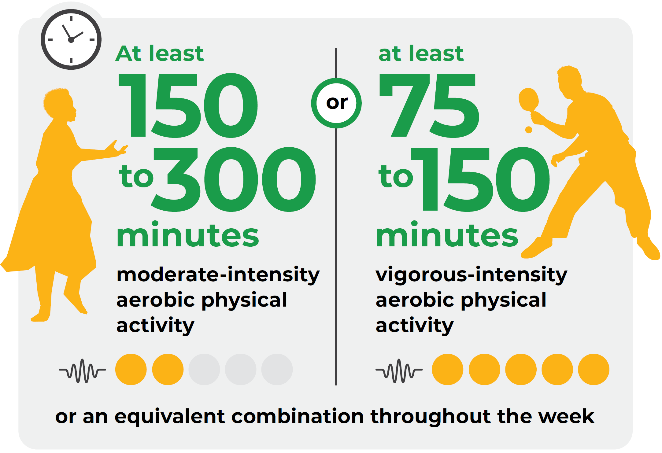 At least
150
to 300
minutes
moderate-intensity
aerobic physical
activity
or
at least
75
to 150
minutes
vigorous-intensity
aerobic physical
activity
or an equivalent combination throughout the week